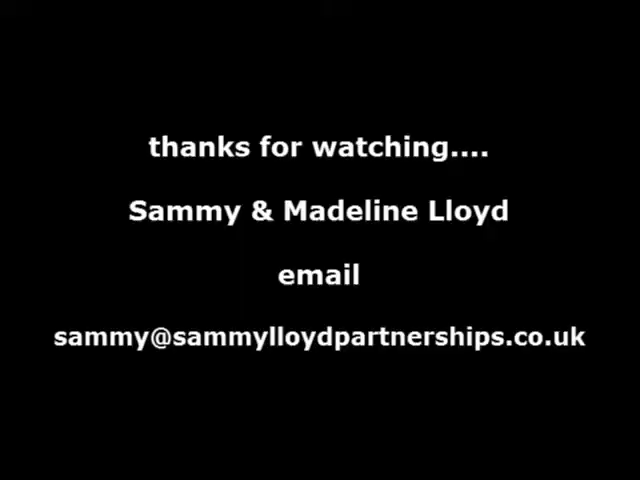 thanks for watching....
Sammy & Madeline Lloyd
email
sammy@sammylloydpartnerships.co.uk